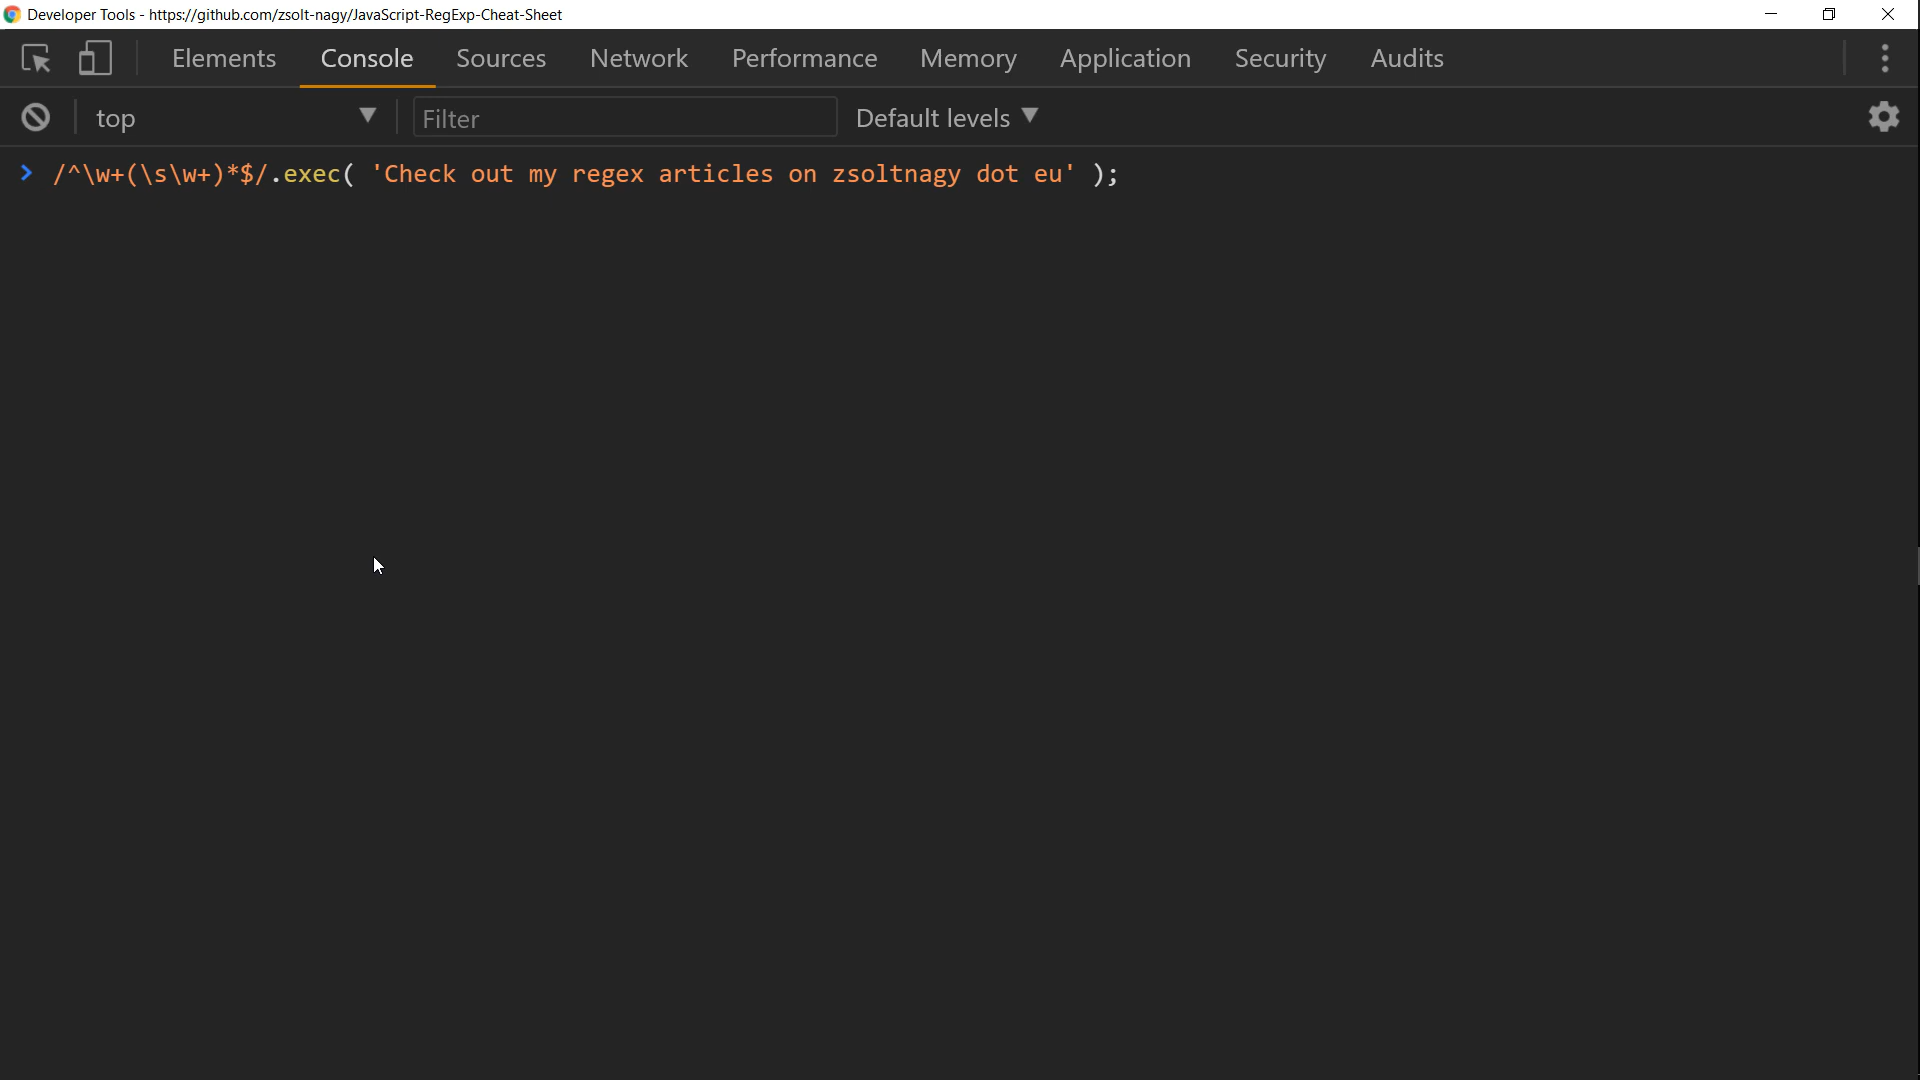 Developer Tools - https://github.com/zsolt-nagy/JavaScript-RegExp-Cheat-Sheet
Elements Console Sources Network Performance Memory Application Security Audits
top Filter Default levels
> /^\w+(\s\w+)*$/.exec( 'Check out my regex articles on zsoltnagy dot eu' );